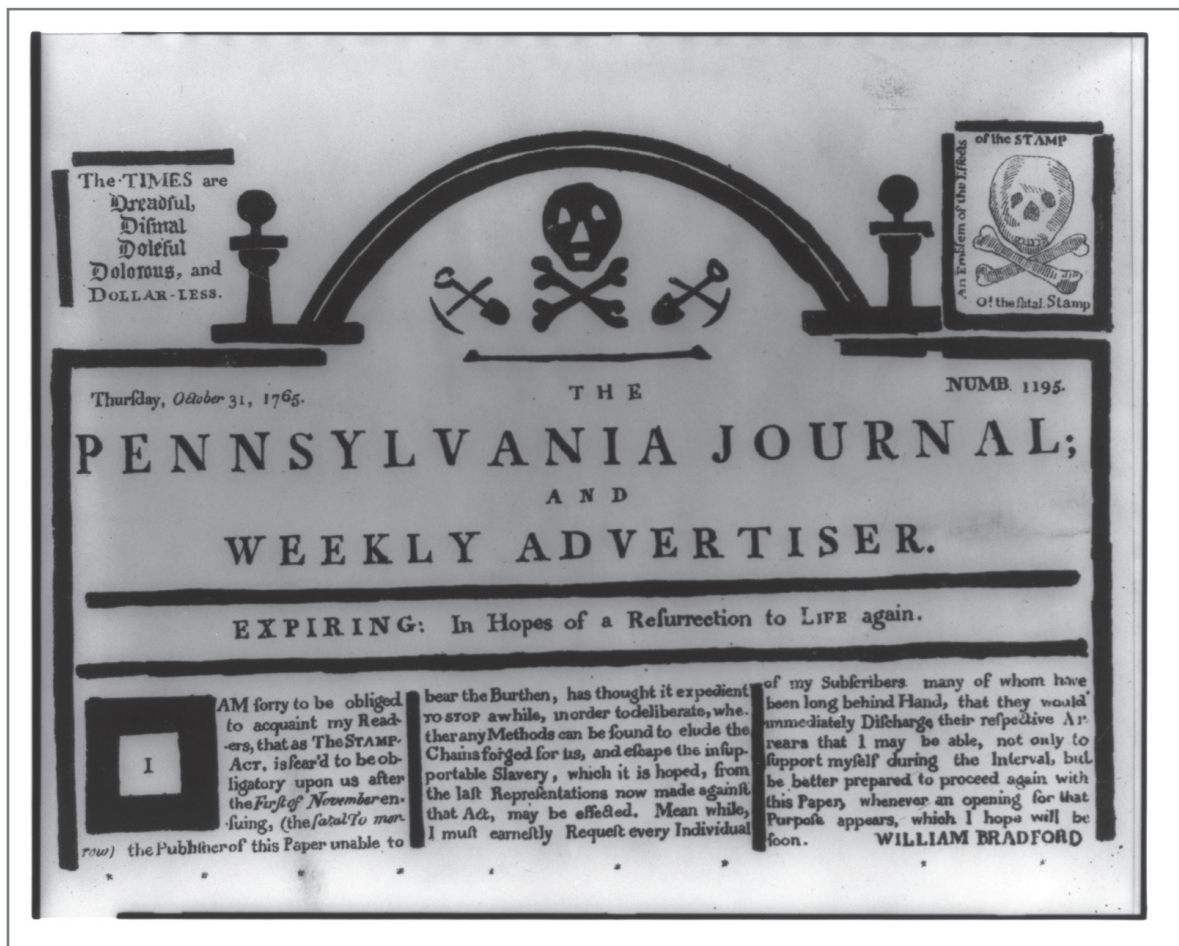 The TIMES are
Dreadful,
Diſmal
Doleful
Dolorous, and
DOLLAR-LESS.
An Emblem of the Effects
of the STAMP
O! the fatal Stamp
Thurſday, October 31, 1765.
THE
NUMB. 1195.
PENNSYLVANIA JOURNAL;
AND
WEEKLY ADVERTISER.
EXPIRING: In Hopes of a Reſurrection to LIFE again.
I AM ſorry to be obliged
to acquaint my Read-
ers, that as The STAMP-
ACT, is fear'd to be ob-
ligatory upon us after
the Firſt of November en-
ſuing, (the fatal To mor-
row) the Publiſher of this Paper unable to
bear the Burthen, has thought it expedient
TO STOP awhile, in order to deliberate, whe-
ther any Methods can be found to elude the
Chains forged for us, and eſcape the inſup-
portable Slavery, which it is hoped, from
the laſt Repreſentations now made againſt
that Act, may be effected. Mean while,
I muſt earneſtly Requeſt every Individual
of my Subſcribers many of whom have
been long behind Hand, that they would
immediately Diſcharge their reſpective Ar
rears that I may be able, not only to
ſupport myſelf during the Interval, but
be better prepared to proceed again with
this Paper, whenever an opening for that
Purpoſe appears, which I hope will be
ſoon. WILLIAM BRADFORD